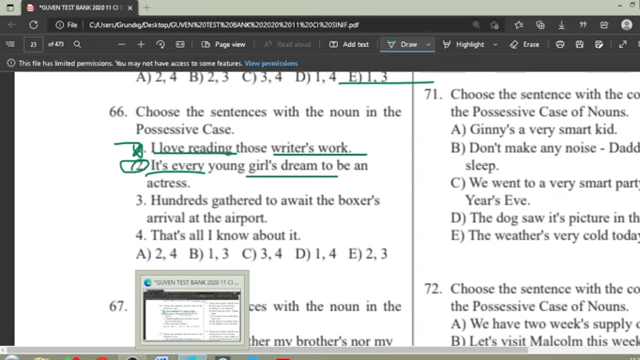 GUVEN TEST BANK 2020 11 CI SINIF.pdf
File | C:/Users/Grundig/Desktop/GUVEN%20TEST%20BANK%202020%2011%20CI%20SINIF.pdf
23 of 473
Page view | Read aloud | Add text | Draw | Highlight | Erase
This file has limited permissions. You may not have access to some features. View permissions
A) 2, 4 B) 2, 3 C) 3, 4 D) 1, 4 E) 1, 3
66. Choose the sentences with the noun in the
Possessive Case.
1. I love reading those writer's work.
2. It's every young girl's dream to be an
actress.
3. Hundreds gathered to await the boxer's
arrival at the airport.
4. That's all I know about it.
A) 2, 4 B) 1, 3 C) 3, 4 D) 1, 4 E) 2, 3
67.
ces with the noun in the
ther my brother's nor my
71. Choose the sentence with the co
the Possessive Case of Nouns.
A) Ginny's a very smart kid.
B) Don't make any noise - Dadd
sleep.
C) We went to a very smart party
Year's Eve.
D) The dog saw it's picture in th
E) The weather's very cold today
72. Choose the sentence with the co
the Possessive Case of Nouns.
A) We have two week's supply o
B) Let's visit Malcolm this week